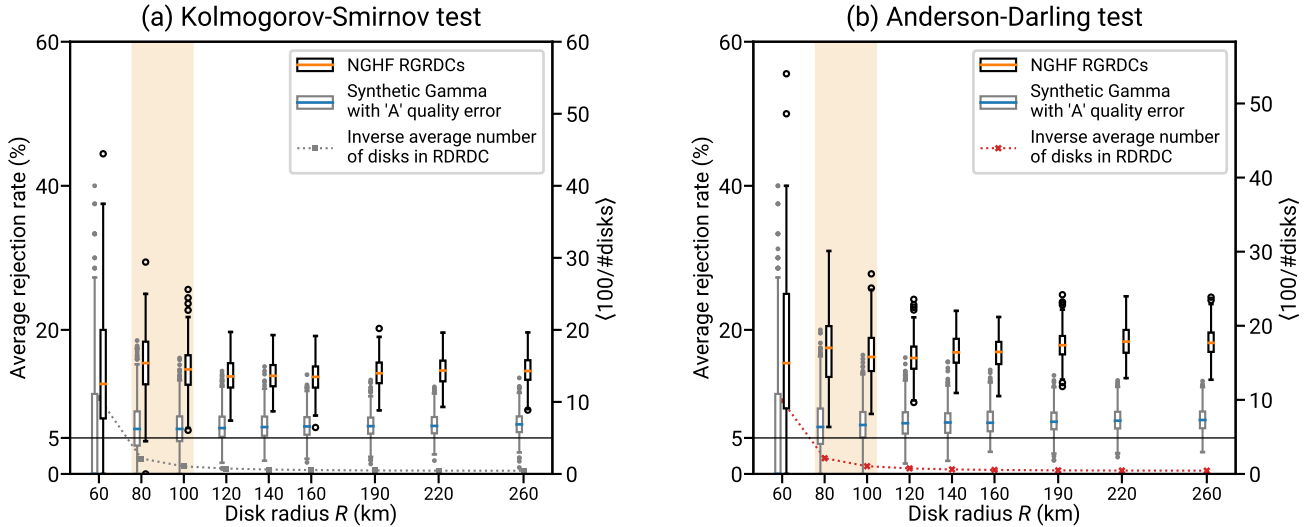 (a) Kolmogorov-Smirnov test
60
40
20
5
0
Average rejection rate (%)
60
50
40
30
20
10
0
⟨100/#disks⟩
NGHF RGRDCs
Synthetic Gamma
with 'A' quality error
Inverse average number
of disks in RDRDC
60 80 100 120 140 160 190 220 260
Disk radius R (km)
(b) Anderson-Darling test
60
40
20
5
0
Average rejection rate (%)
50
40
30
20
10
0
⟨100/#disks⟩
NGHF RGRDCs
Synthetic Gamma
with 'A' quality error
Inverse average number
of disks in RDRDC
60 80 100 120 140 160 190 220 260
Disk radius R (km)